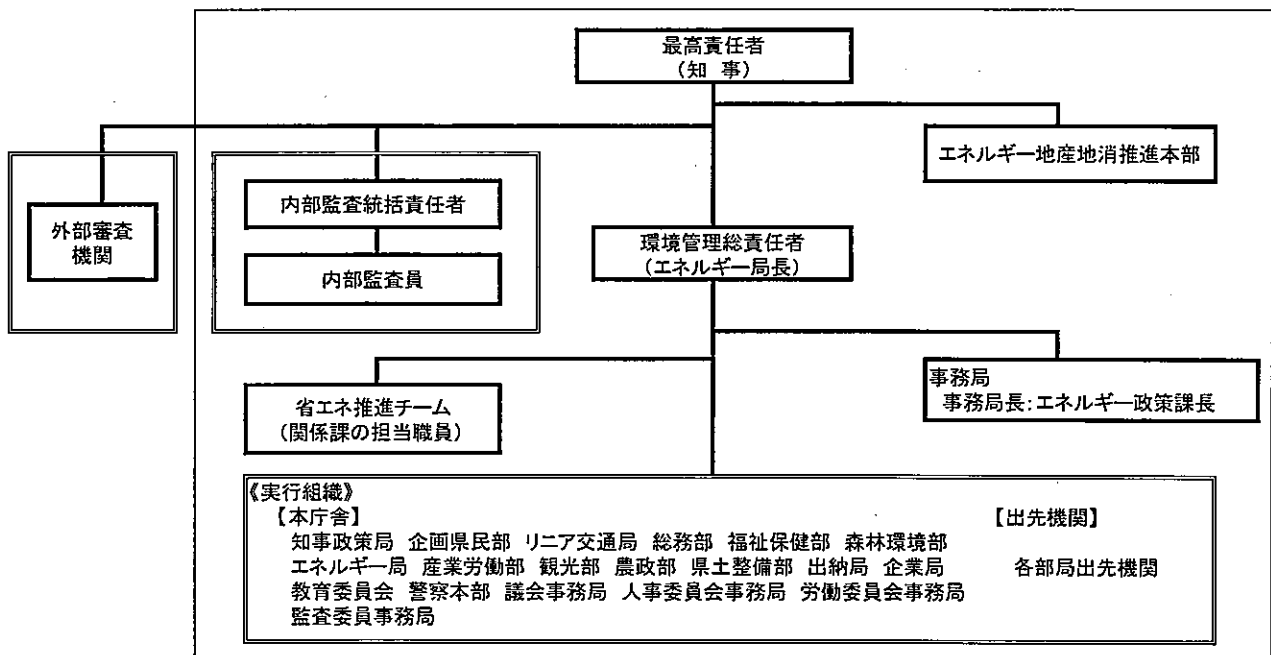 最高責任者
（知 事）
エネルギー地産地消推進本部
内部監査統括責任者
外部審査
機関
環境管理総責任者
（エネルギー局長）
内部監査員
事務局
事務局長：エネルギー政策課長
省エネ推進チーム
（関係課の担当職員）
《実行組織》
【本庁舎】 【出先機関】
知事政策局 企画県民部 リニア交通局 総務部 福祉保健部 森林環境部
エネルギー局 産業労働部 観光部 農政部 県土整備部 出納局 企業局 各部局出先機関
教育委員会 警察本部 議会事務局 人事委員会事務局 労働委員会事務局
監査委員事務局